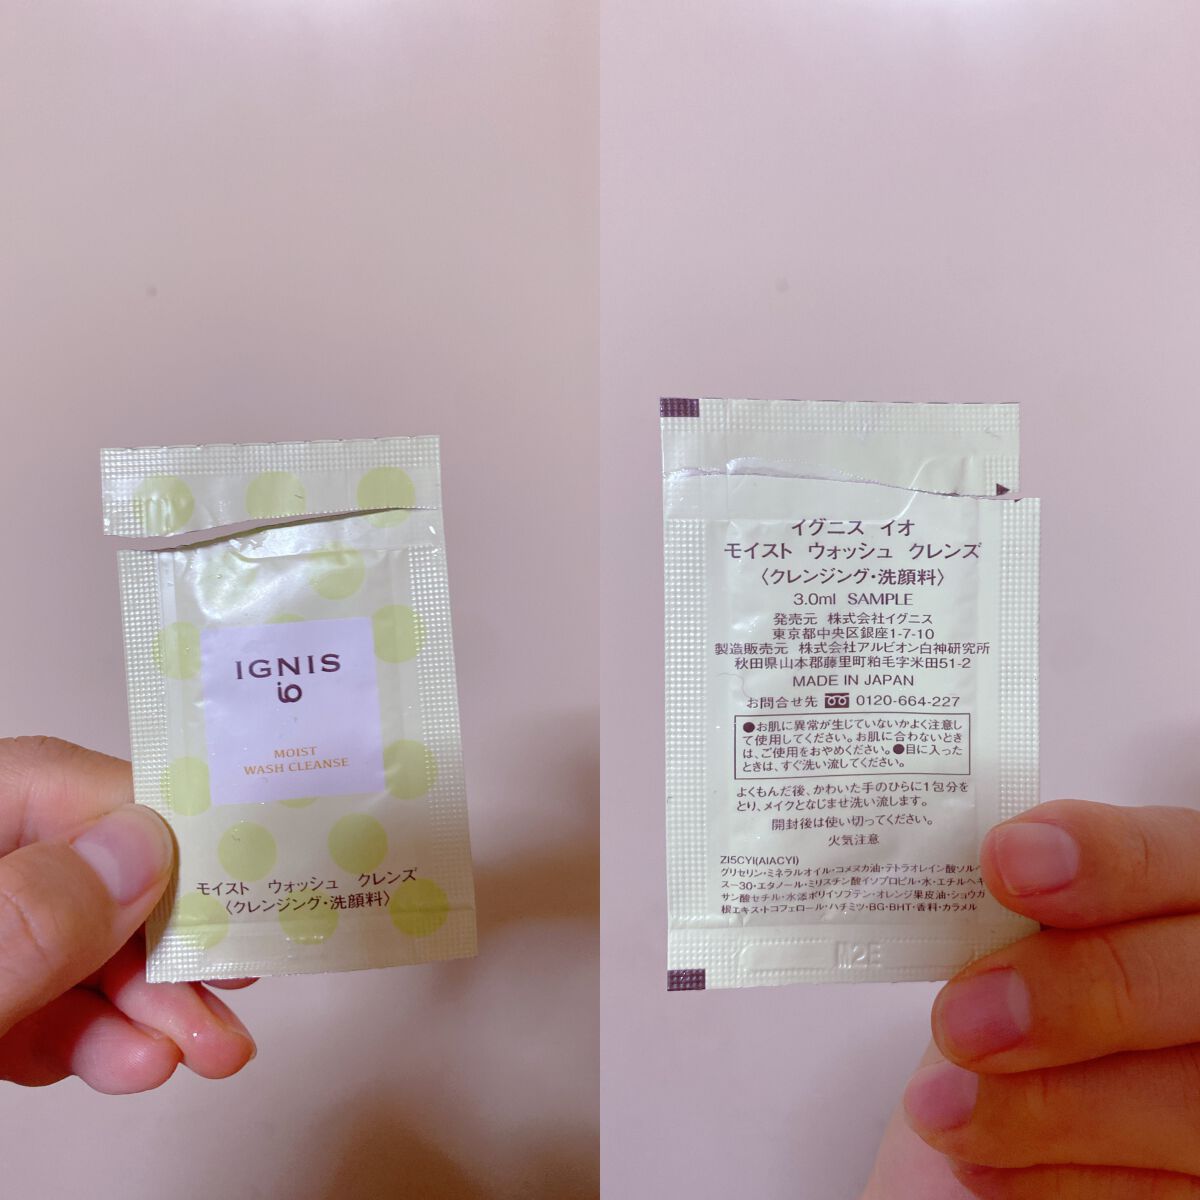 IGNIS
io
MOIST
WASH CLEANSE
モイスト ウォッシュ クレンズ
〈クレンジング・洗顔料〉
イグニス イオ
モイスト ウォッシュ クレンズ
〈クレンジング・洗顔料〉
3.0ml SAMPLE
発売元 株式会社イグニス
東京都中央区銀座1-7-10
製造販売元 株式会社アルビオン白神研究所
秋田県山本郡藤里町粕毛字米田51-2
MADE IN JAPAN
お問合せ先 0120-664-227
●お肌に異常が生じていないかよく注意し
て使用してください。お肌に合わないとき
は、ご使用をおやめください。●目に入った
ときは、すぐ洗い流してください。
よくもんだ後、かわいた手のひらに1包分を
とり、メイクとなじませ洗い流します。
開封後は使い切ってください。
火気注意
ZI5CYI(AIACYI)
グリセリン・ミネラルオイル・コメヌカ油・テトラオレイン酸ソルベ
ス-30・エタノール・ミリスチン酸イソプロピル・水・エチルヘキ
サン酸セチル・水添ポリイソブテン・オレンジ果皮油・ショウガ
根エキス・トコフェロール・ハチミツ・BG・BHT・香料・カラメル
M2E